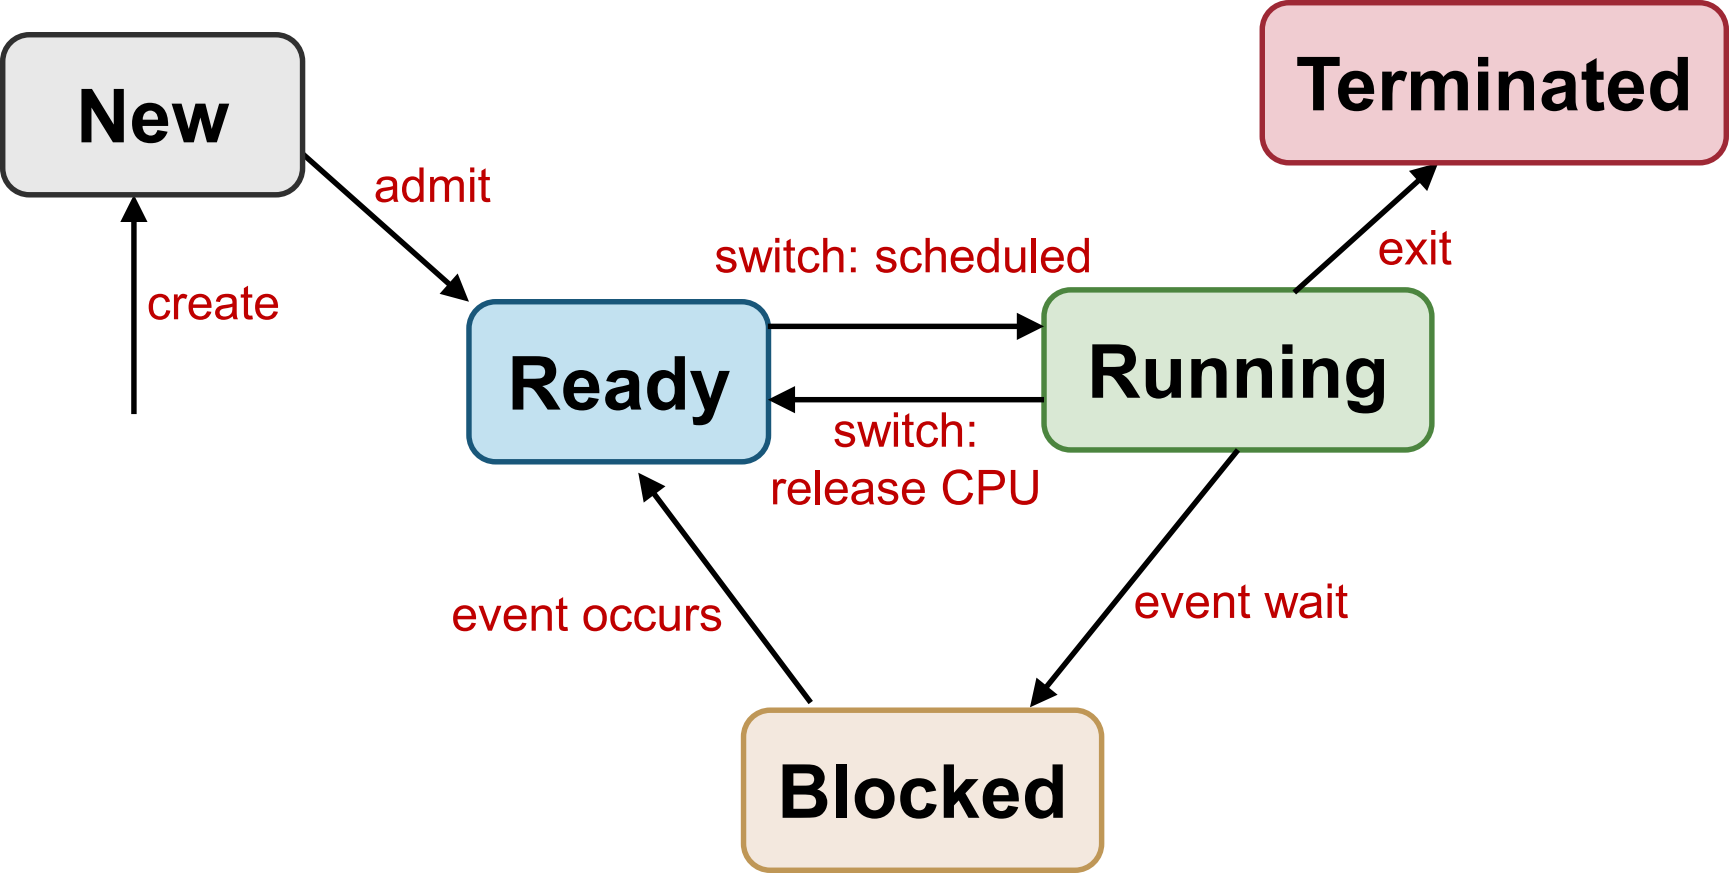 New
Terminated
admit
create
switch: scheduled
exit
Ready
Running
switch:
release CPU
event occurs
event wait
Blocked